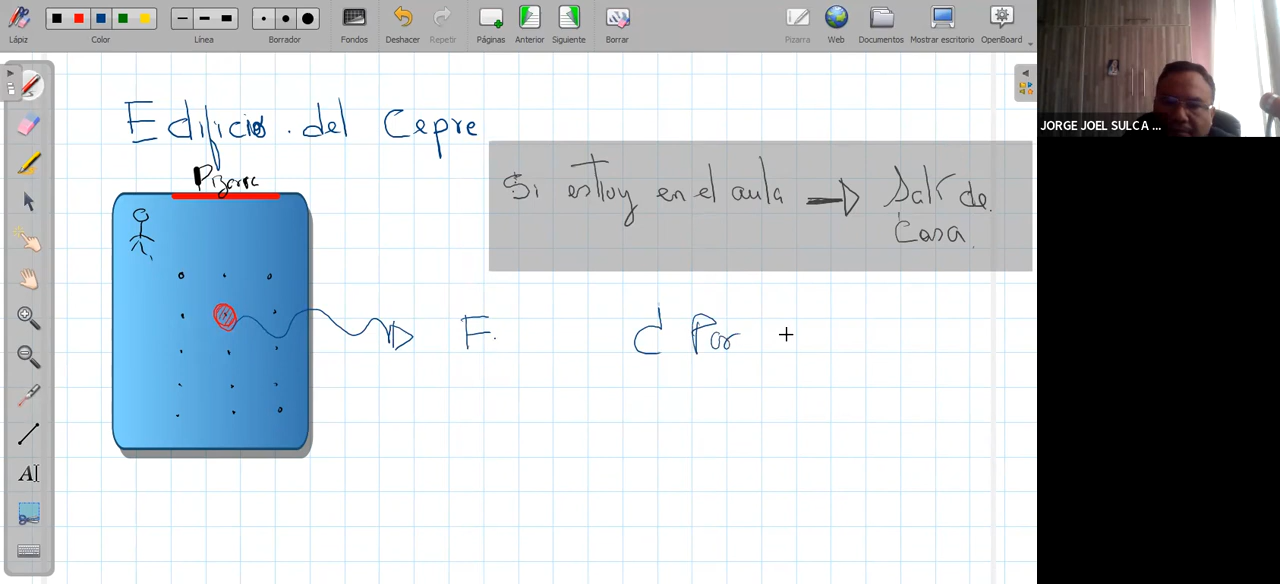 Lápiz
Color
Línea
Borrador
Fondos
Deshacer
Repetir
Páginas
Anterior
Siguiente
Borrar
Pizarra
Web
Documentos
Mostrar escritorio
OpenBoard
JORGE JOEL SULCA ...
Edificio . del Cepre
Pizarra
Si estoy en el aula → Salí de
Casa.
F.
d Por